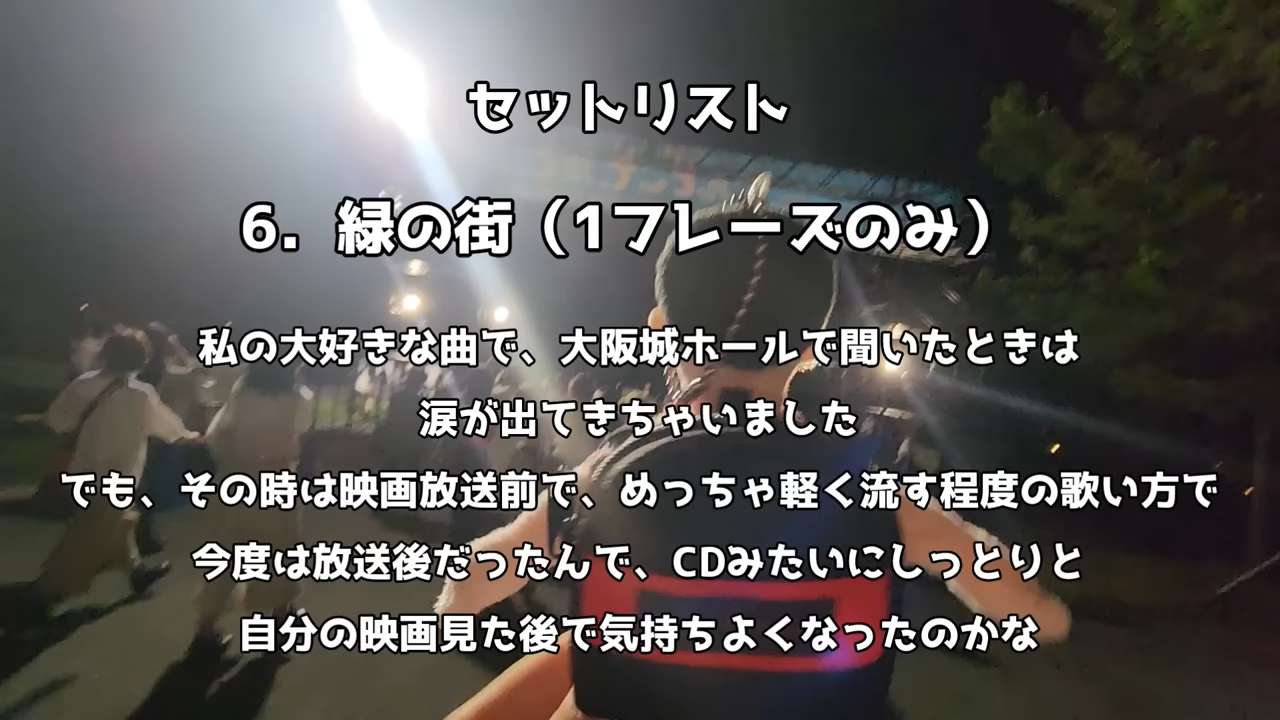 セットリスト
6. 緑の街（1フレーズのみ）
私の大好きな曲で、大阪城ホールで聞いたときは
涙が出てきちゃいました
でも、その時は映画放送前で、めっちゃ軽く流す程度の歌い方で
今度は放送後だったんで、CDみたいにしっとりと
自分の映画見た後で気持ちよくなったのかな